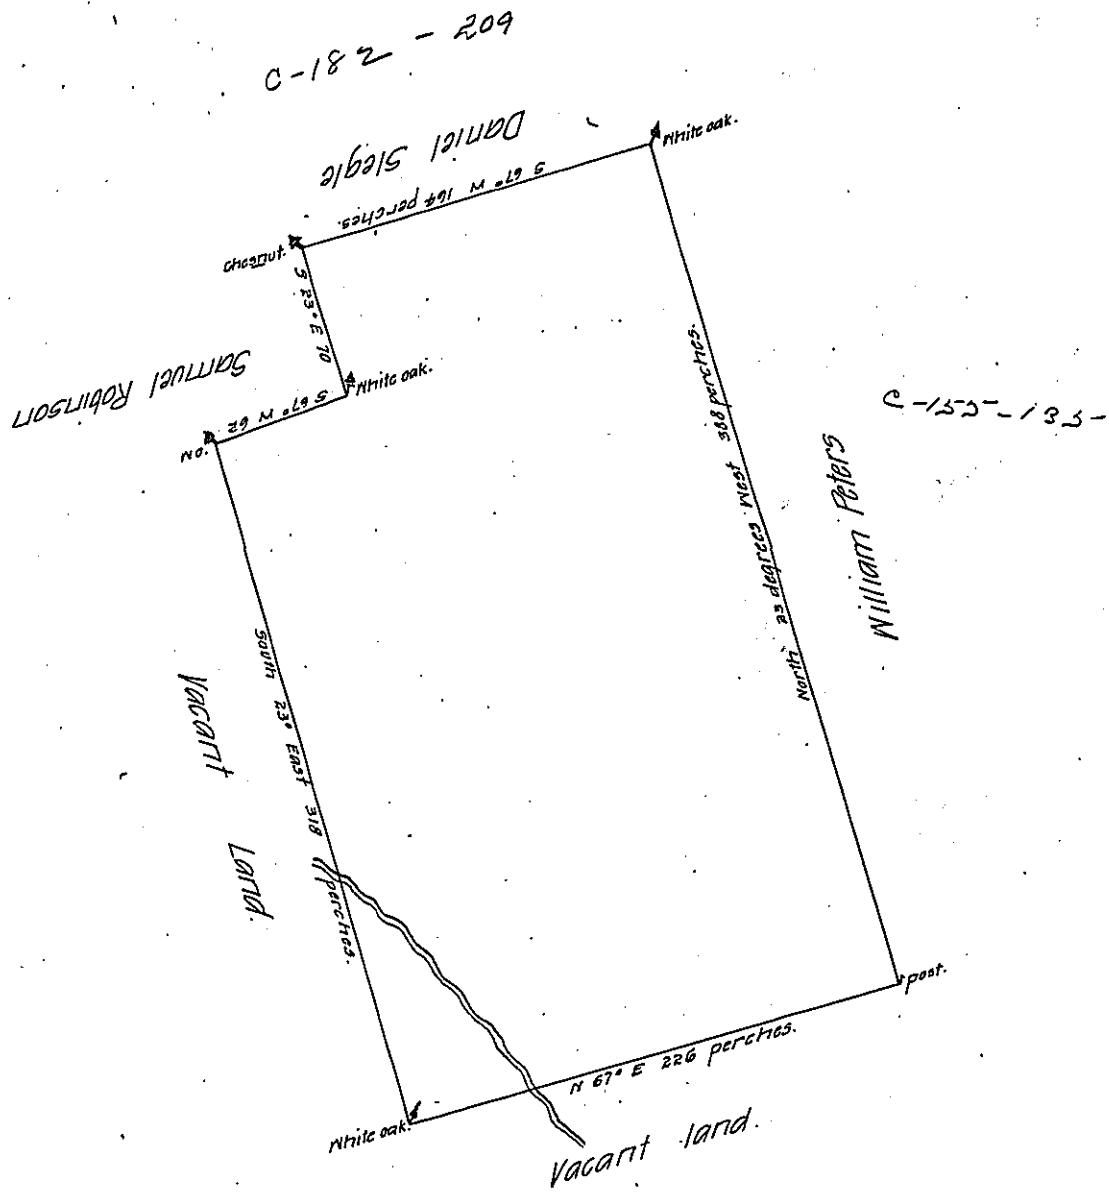 C-182 - 209
Daniel Slegle
White oak.
S 67° W 164 perches.
chesnut.
S 23° E 70
White oak.
Samuel Robinson
S 67° W 62
WO.
North 23 degrees West 388 perches.
C-155-135-
William Peters
South 23° East 318 perches.
Vacant Land.
post.
N 67° E 226 perches.
White oak.
Vacant land.